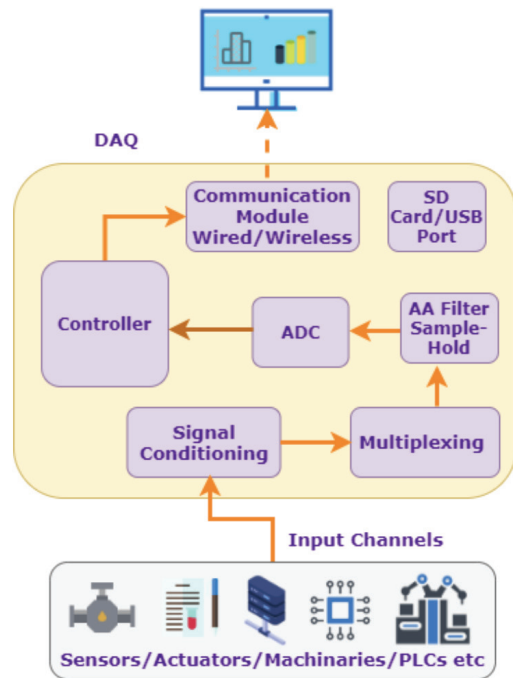 DAQ
Communication
Module
Wired/Wireless
SD
Card/USB
Port
Controller
ADC
AA Filter
Sample-
Hold
Signal
Conditioning
Multiplexing
Input Channels
Sensors/Actuators/Machinaries/PLCs etc